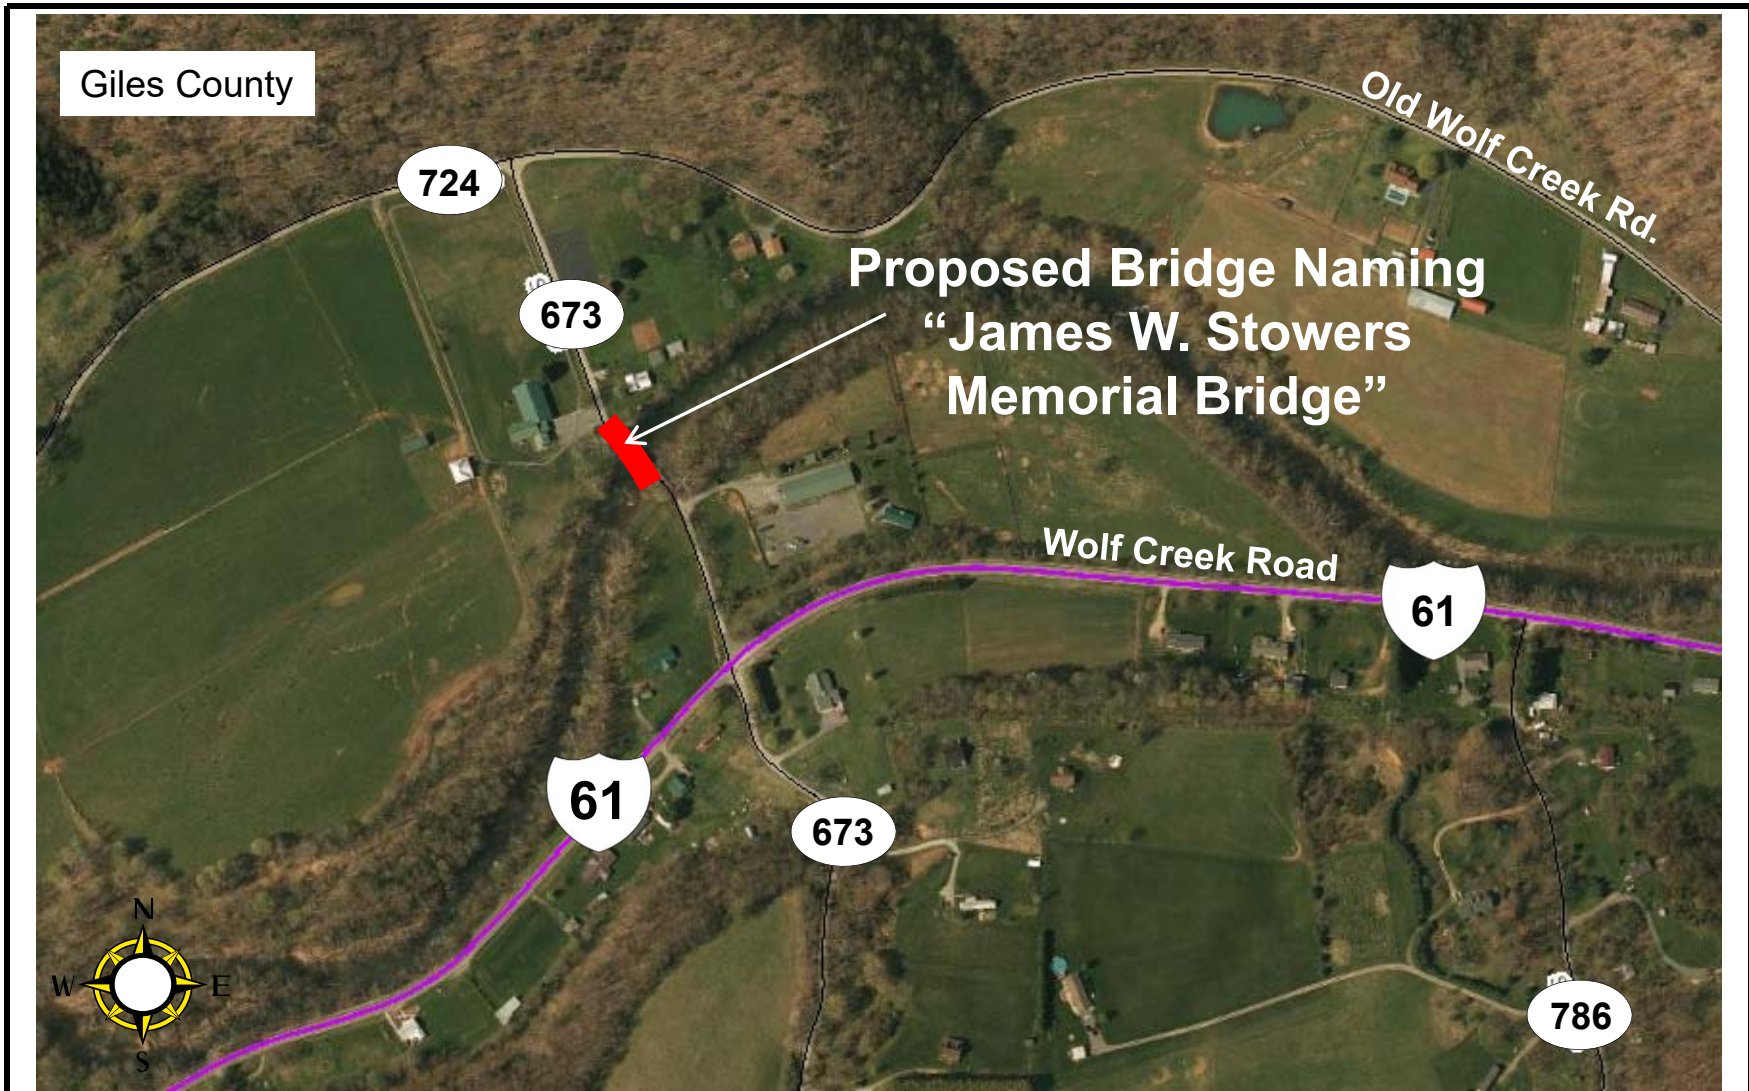 Giles County
Old Wolf Creek Rd.
724
673
Proposed Bridge Naming
“James W. Stowers
Memorial Bridge”
Wolf Creek Road
61
61
673
N
W E
S
786